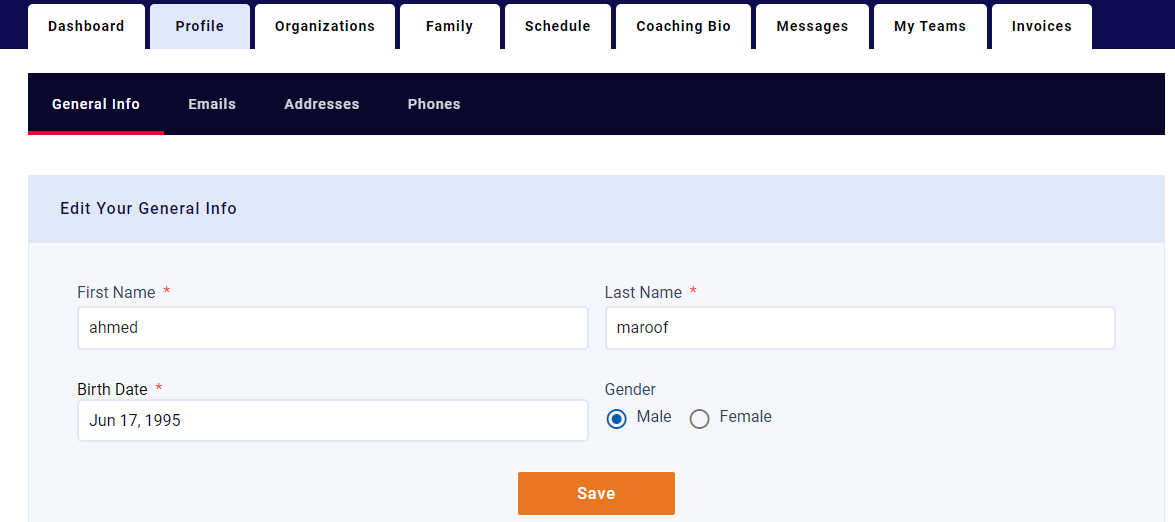 Dashboard Profile Organizations Family Schedule Coaching Bio Messages My Teams Invoices
General Info Emails Addresses Phones
Edit Your General Info
First Name * Last Name *
ahmed maroof
Birth Date * Gender
Jun 17, 1995 Male Female
Save